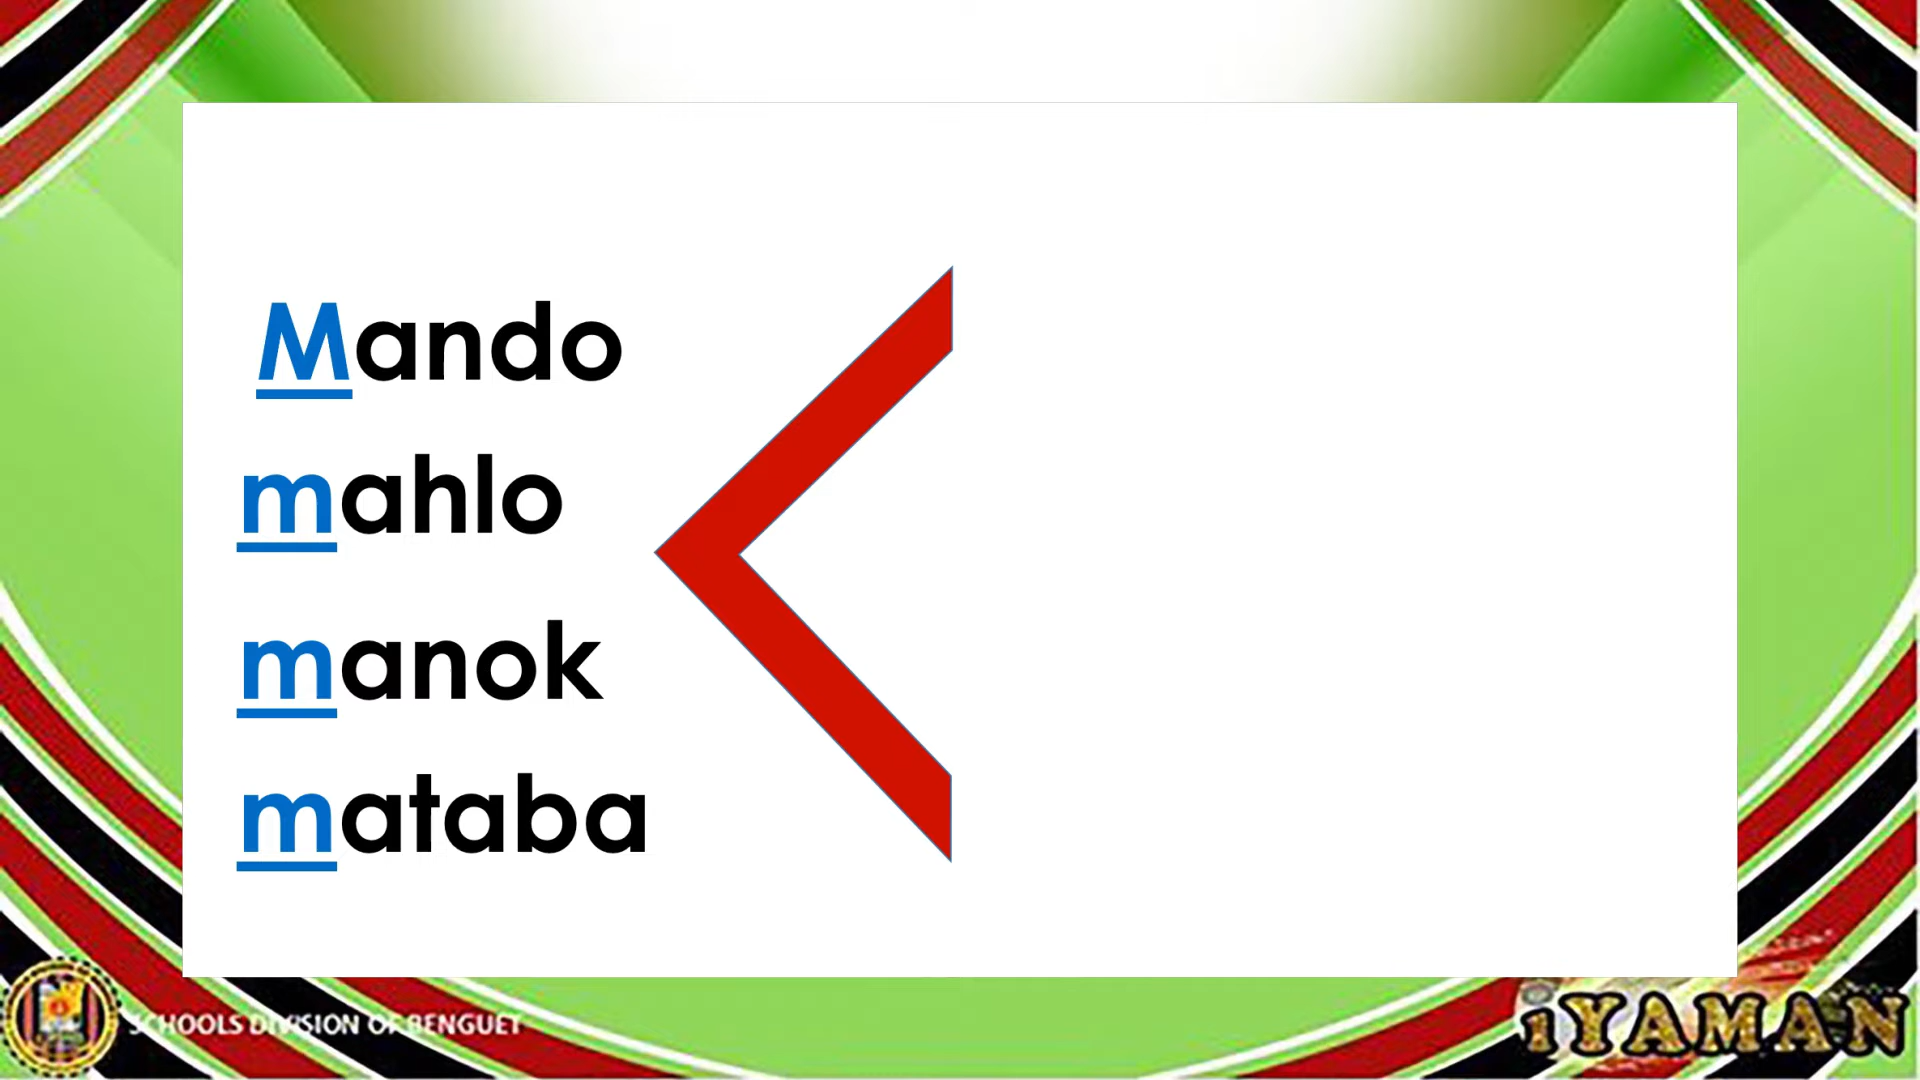 Mando
mahlo
manok
mataba
SCHOOLS DIVISION OF BENGUET
iYAMAN